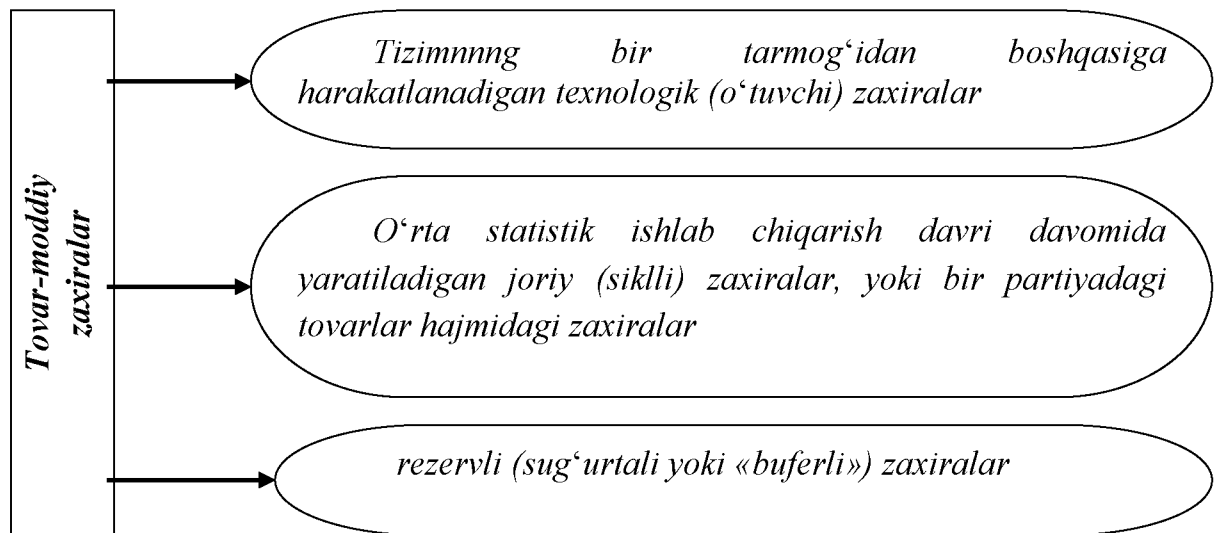 Tovar-moddiy
zaxiralar
Tizimnnng bir tarmog‘idan boshqasiga
harakatlanadigan texnologik (o‘tuvchi) zaxiralar
O‘rta statistik ishlab chiqarish davri davomida
yaratiladigan joriy (siklli) zaxiralar, yoki bir partiyadagi
tovarlar hajmidagi zaxiralar
rezervli (sug‘urtali yoki «buferli») zaxiralar